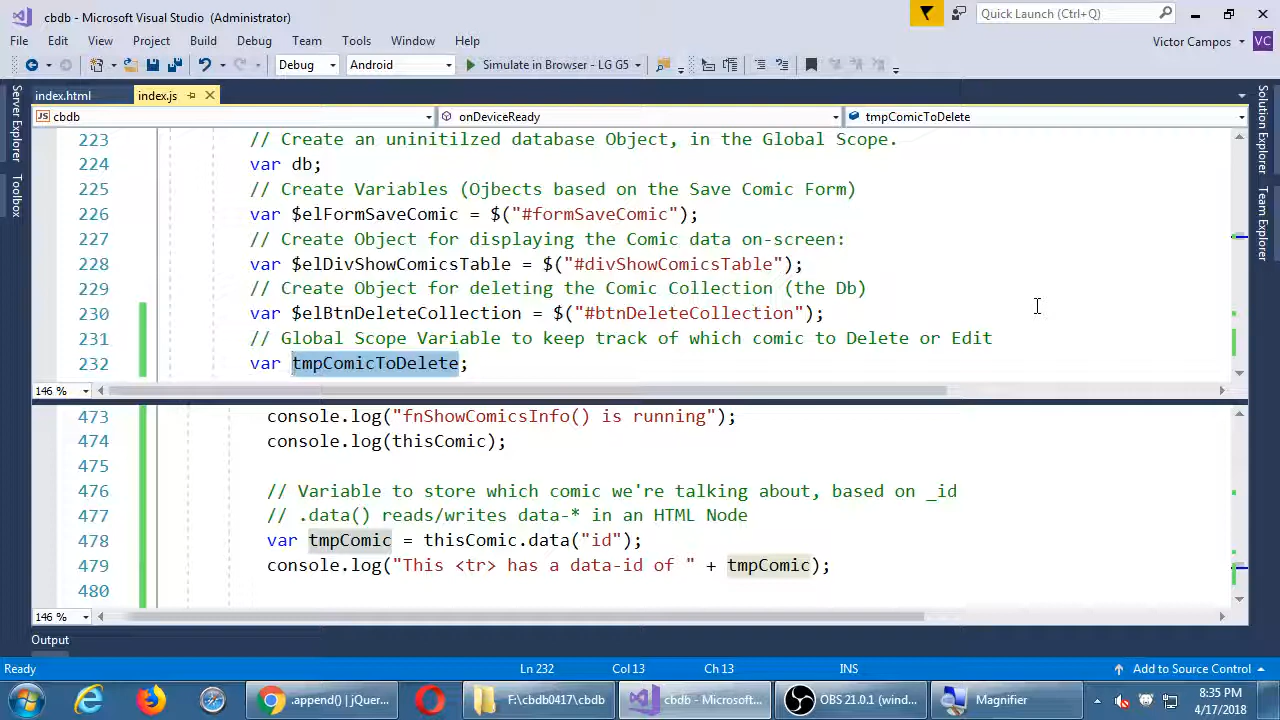 cbdb - Microsoft Visual Studio (Administrator)
Quick Launch (Ctrl+Q)
File Edit View Project Build Debug Team Tools Window Help
Victor Campos VC
Debug Android Simulate in Browser - LG G5
index.html index.js
cbdb onDeviceReady tmpComicToDelete
Server Explorer
Toolbox
Solution Explorer
Team Explorer
223 // Create an uninitilzed database Object, in the Global Scope.
224 var db;
225 // Create Variables (Ojbects based on the Save Comic Form)
226 var $elFormSaveComic = $("#formSaveComic");
227 // Create Object for displaying the Comic data on-screen:
228 var $elDivShowComicsTable = $("#divShowComicsTable");
229 // Create Object for deleting the Comic Collection (the Db)
230 var $elBtnDeleteCollection = $("#btnDeleteCollection");
231 // Global Scope Variable to keep track of which comic to Delete or Edit
232 var tmpComicToDelete;
146 %
473 console.log("fnShowComicsInfo() is running");
474 console.log(thisComic);
475
476 // Variable to store which comic we're talking about, based on _id
477 // .data() reads/writes data-* in an HTML Node
478 var tmpComic = thisComic.data("id");
479 console.log("This <tr> has a data-id of " + tmpComic);
480
146 %
Output
Ready Ln 232 Col 13 Ch 13 INS Add to Source Control
.append() | jQuer... F:\cbdb0417\cbdb cbdb - Microsoft... OBS 21.0.1 (wind... Magnifier 8:35 PM
4/17/2018